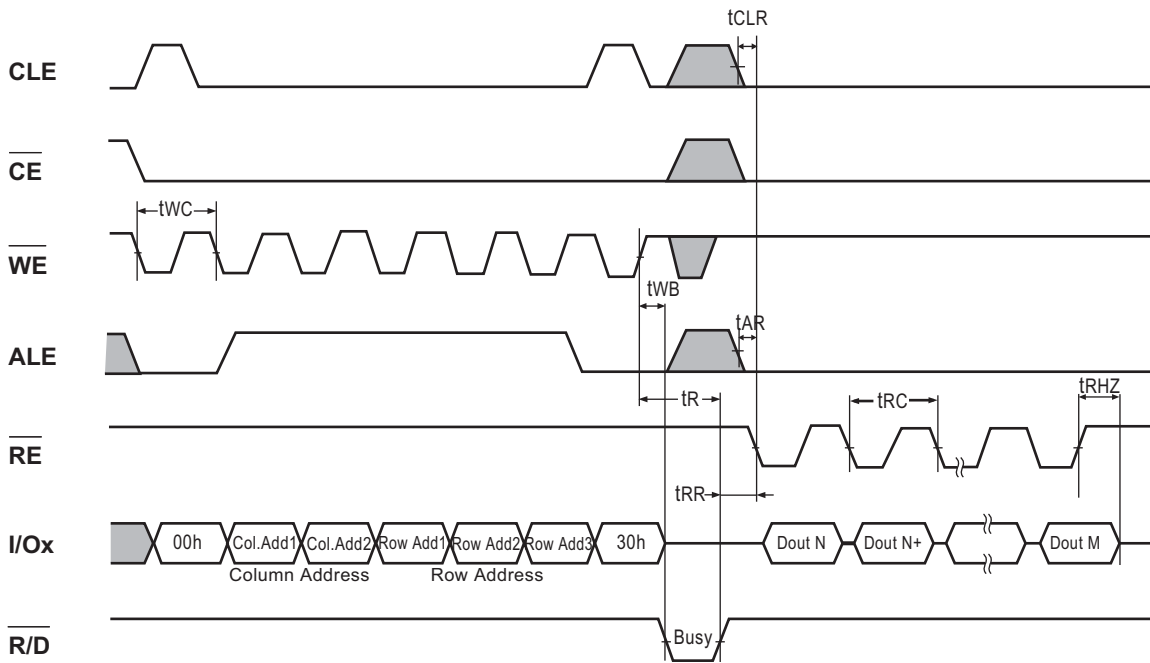 tCLR
CLE
CE
tWC
WE
tWB
tAR
ALE
tR
tRC
tRHZ
RE
tRR
I/Ox
00h
Col.Add1
Col.Add2
Row Add1
Row Add2
Row Add3
30h
Dout N
Dout N+
Dout M
Column Address
Row Address
R/D
Busy